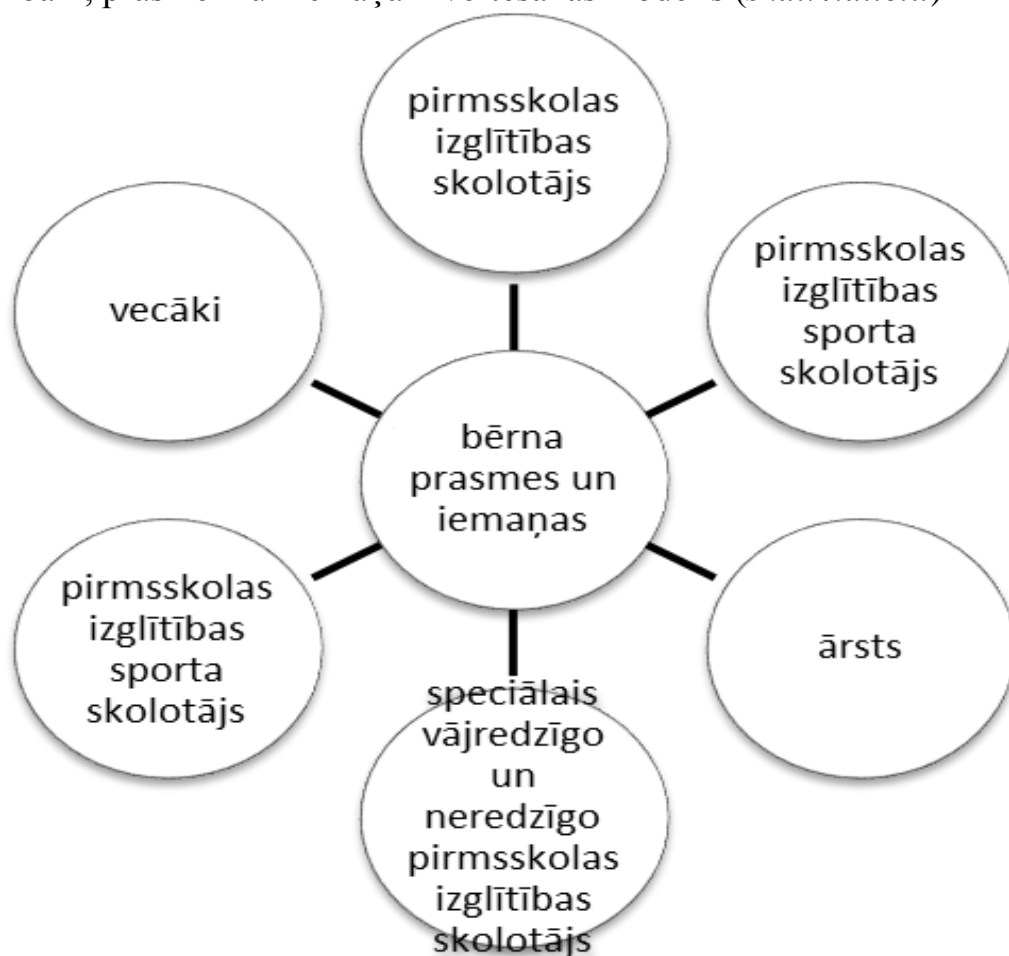 pirmsskolas
izglītības
skolotājs
vecāki
pirmsskolas
izglītības
sporta
skolotājs
bērna
prasmes un
iemaņas
pirmsskolas
izglītības
sporta
skolotājs
ārsts
speciālais
vājredzīgo
un
neredzīgo
pirmsskolas
izglītības
skolotājs